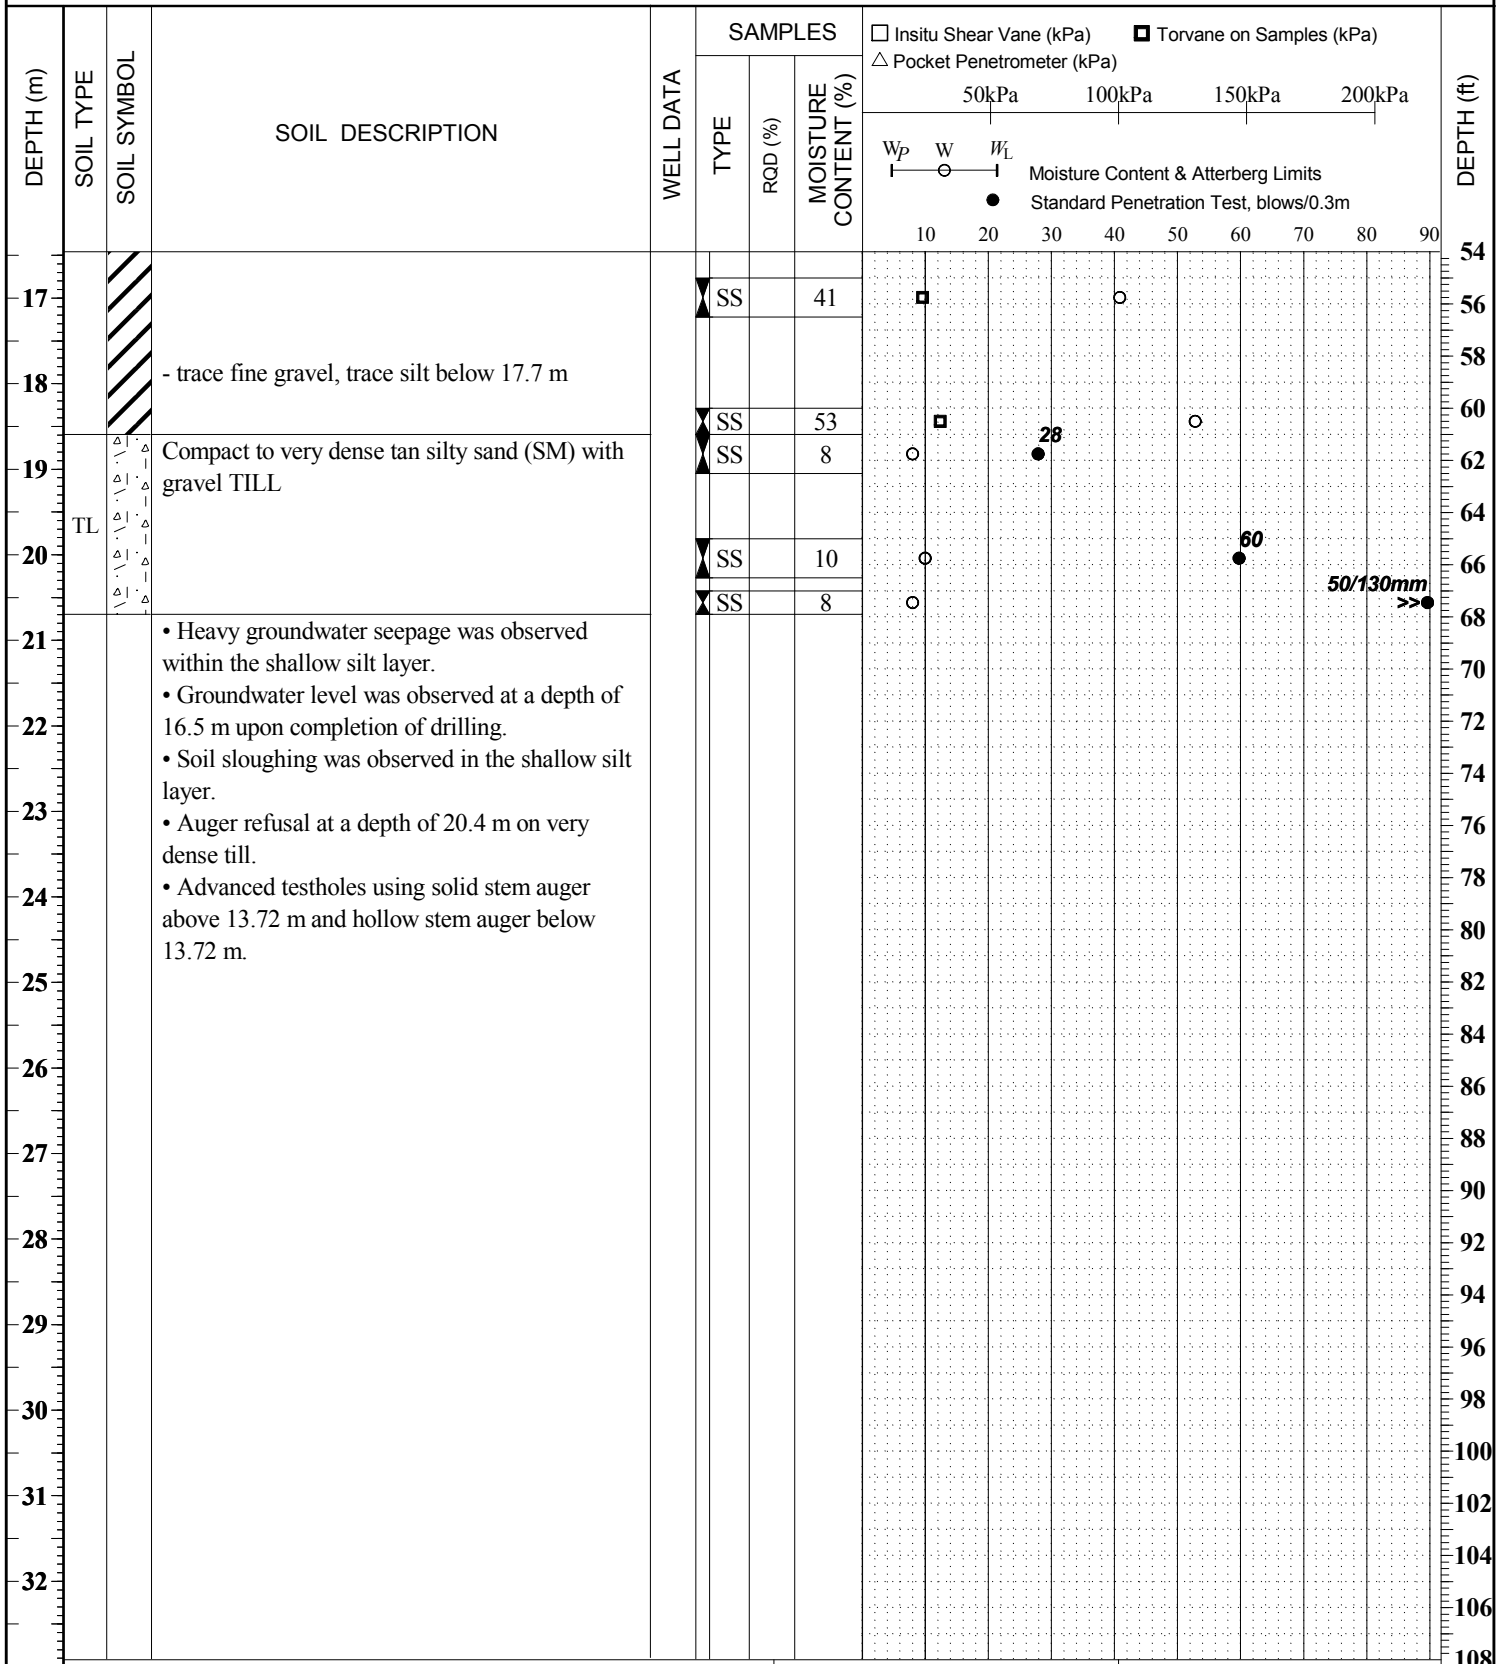 DEPTH (m)
SOIL TYPE
SOIL SYMBOL
SOIL DESCRIPTION
WELL DATA
SAMPLES
TYPE
RQD (%)
MOISTURE
CONTENT (%)
Insitu Shear Vane (kPa)
Torvane on Samples (kPa)
Pocket Penetrometer (kPa)
50kPa 100kPa 150kPa 200kPa
WP W WL
Moisture Content & Atterberg Limits
Standard Penetration Test, blows/0.3m
10 20 30 40 50 60 70 80 90
DEPTH (ft)
54
17 SS 41 56
58
- trace fine gravel, trace silt below 17.7 m
18
60
SS 53
28
Compact to very dense tan silty sand (SM) with
SS 8
19 62
gravel TILL
64
TL
60
20 SS 10 66
50/130mm
SS 8 >>
68
• Heavy groundwater seepage was observed
21
within the shallow silt layer.
70
• Groundwater level was observed at a depth of
72
22
16.5 m upon completion of drilling.
• Soil sloughing was observed in the shallow silt
74
layer.
23
• Auger refusal at a depth of 20.4 m on very
76
dense till.
78
• Advanced testholes using solid stem auger
24
above 13.72 m and hollow stem auger below
80
13.72 m.
25 82
84
26
86
27 88
90
28 92
94
29
96
30 98
100
31 102
104
32
106
108